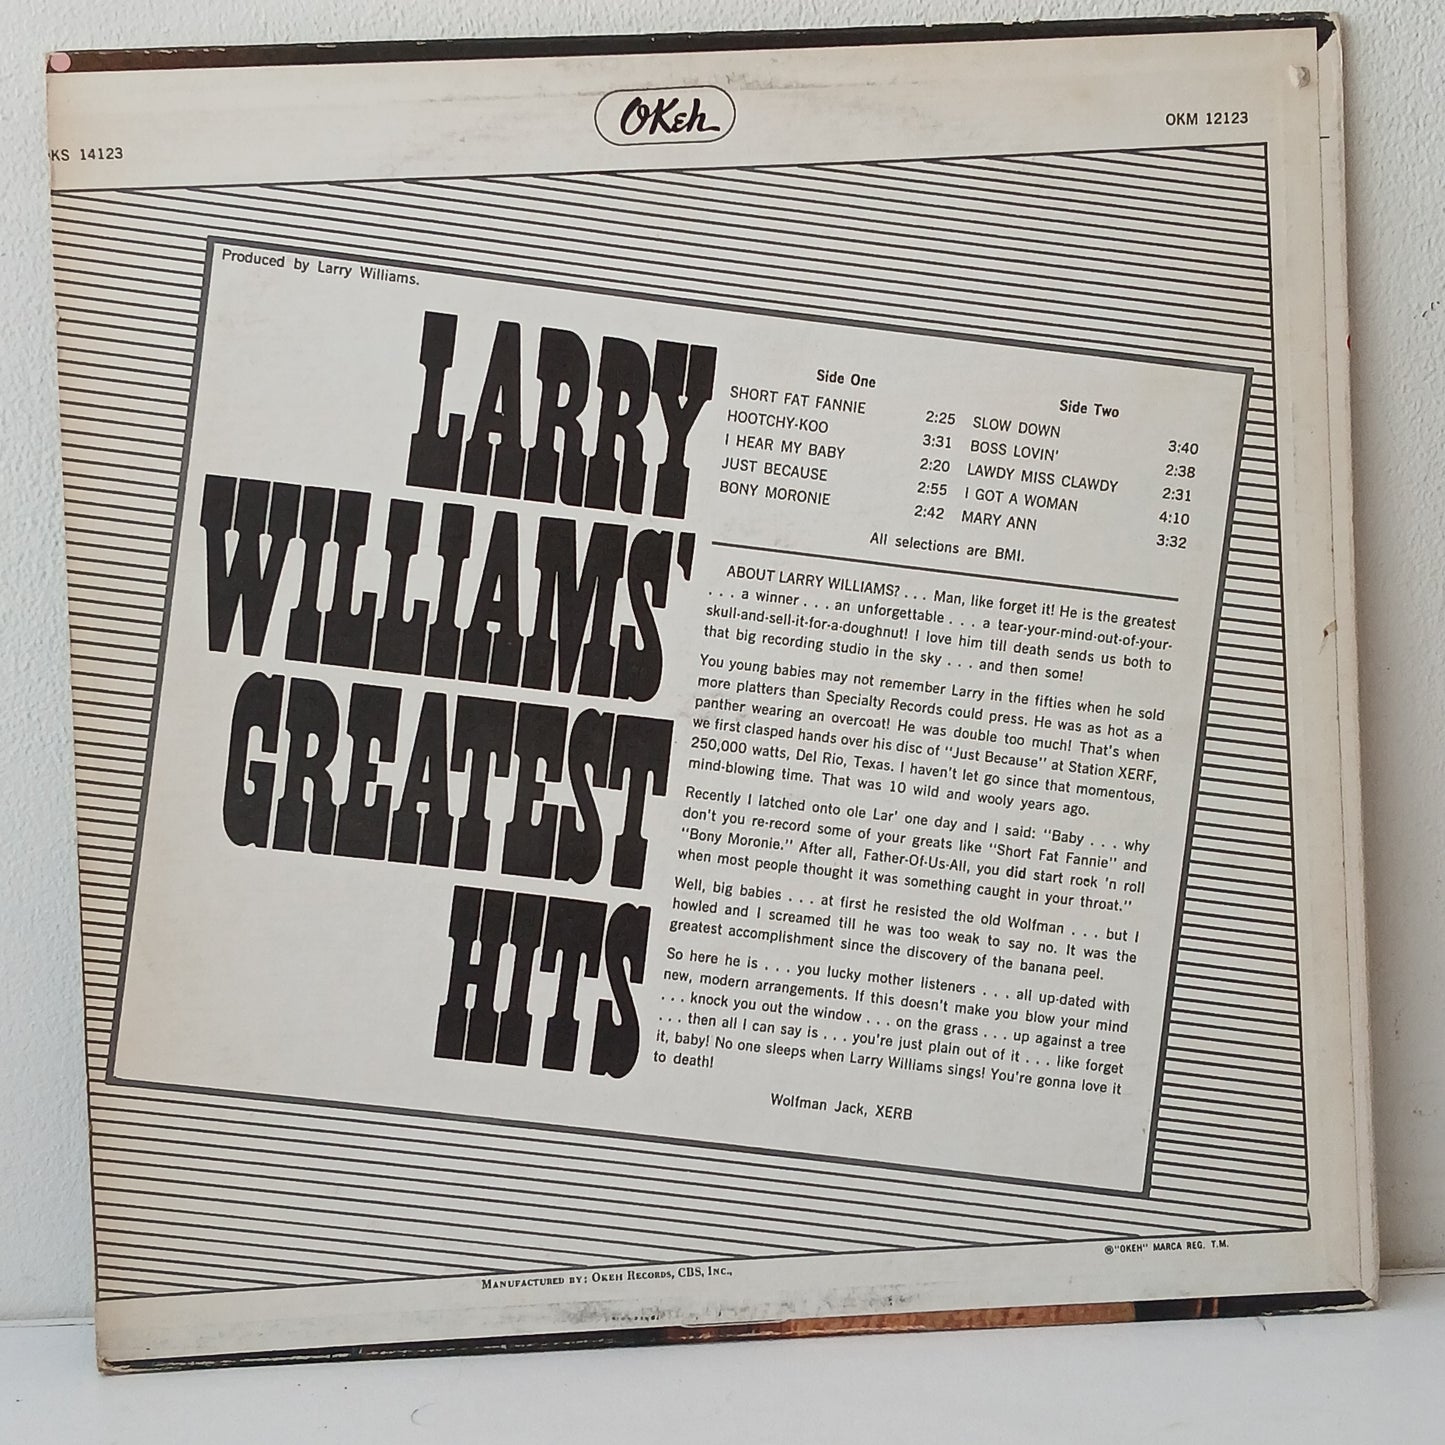 OKeh
OKM 12123
KS 14123
Produced by Larry Williams.
LARRY
WILLIAMS'
GREATEST
HITS
Side One
SHORT FAT FANNIE 2:25
HOOTCHY-KOO 3:31
I HEAR MY BABY 2:20
JUST BECAUSE 2:55
BONY MORONIE 2:42
Side Two
SLOW DOWN 3:40
BOSS LOVIN' 2:38
LAWDY MISS CLAWDY 2:31
I GOT A WOMAN 4:10
MARY ANN 3:32
All selections are BMI.
ABOUT LARRY WILLIAMS? . . . Man, like forget it! He is the greatest
. . . a winner . . . an unforgettable . . . a tear-your-mind-out-of-your-
skull-and-sell-it-for-a-doughnut! I love him till death sends us both to
that big recording studio in the sky . . . and then some!
You young babies may not remember Larry in the fifties when he sold
more platters than Specialty Records could press. He was as hot as a
panther wearing an overcoat! He was double too much! That's when
we first clasped hands over his disc of "Just Because" at Station XERF,
250,000 watts, Del Rio, Texas. I haven't let go since that momentous,
mind-blowing time. That was 10 wild and wooly years ago.
Recently I latched onto ole Lar' one day and I said: "Baby . . . why
don't you re-record some of your greats like "Short Fat Fannie" and
"Bony Moronie." After all, Father-Of-Us-All, you did start rock 'n roll
when most people thought it was something caught in your throat."
Well, big babies . . . at first he resisted the old Wolfman . . . but I
howled and I screamed till he was too weak to say no. It was the
greatest accomplishment since the discovery of the banana peel.
So here he is . . . you lucky mother listeners . . . all up-dated with
new, modern arrangements. If this doesn't make you blow your mind
. . . knock you out the window . . . on the grass . . . up against a tree
. . . then all I can say is . . . you're just plain out of it . . . like forget
it, baby! No one sleeps when Larry Williams sings! You're gonna love it
to death!
Wolfman Jack, XERB
®"OKEH" MARCA REG. T.M.
MANUFACTURED BY: OKEH RECORDS, CBS, INC.,